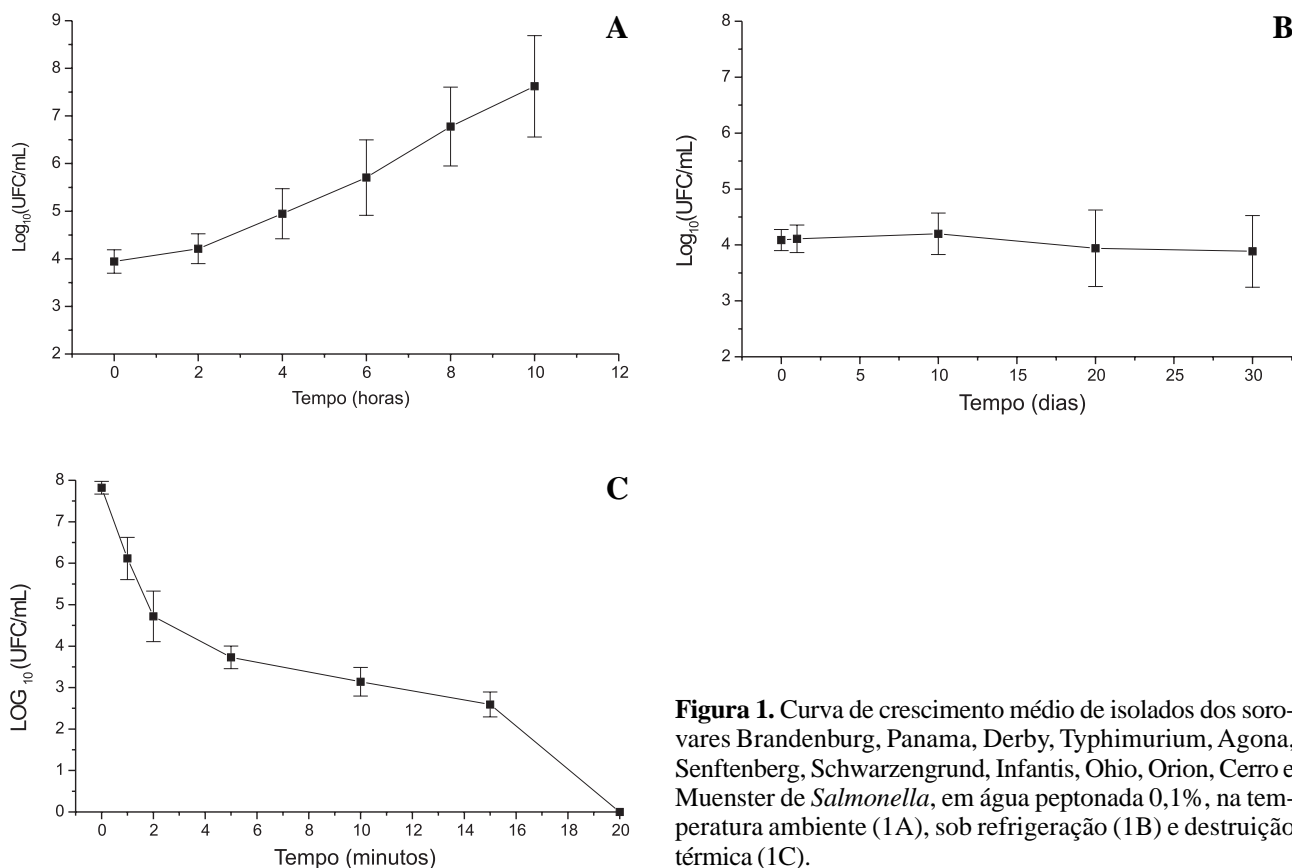 A
9
8
7
6
5
4
3
2
Log10(UFC/mL)
0 2 4 6 8 10 12
Tempo (horas)
B
8
7
6
5
4
3
2
Log10(UFC/mL)
0 5 10 15 20 25 30
Tempo (dias)
C
8
7
6
5
4
3
2
1
0
LOG 10 (UFC/mL)
0 2 4 6 8 10 12 14 16 18 20
Tempo (minutos)
Figura 1. Curva de crescimento médio de isolados dos soro-
vares Brandenburg, Panama, Derby, Typhimurium, Agona,
Senftenberg, Schwarzengrund, Infantis, Ohio, Orion, Cerro e
Muenster de Salmonella, em água peptonada 0,1%, na tem-
peratura ambiente (1A), sob refrigeração (1B) e destruição
térmica (1C).